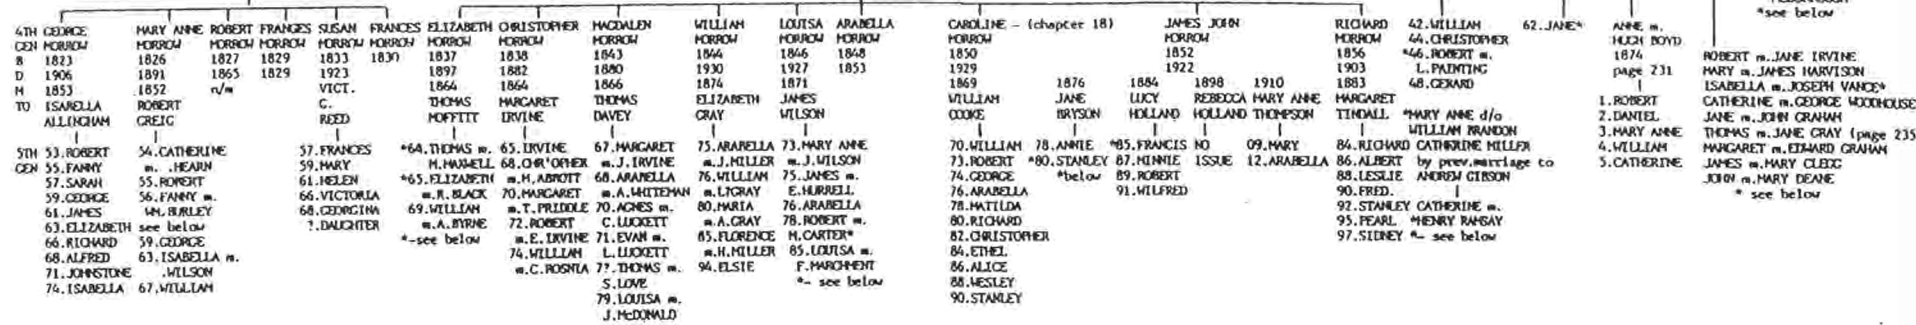 *see below
4TH GEORGE MARY ANNE ROBERT FRANCES SUSAN FRANCES ELIZABETH CHRISTOPHER MAGDALEN WILLIAM LOUISA ARABELLA CAROLINE - (chapter 18) JAMES JOHN RICHARD 42.WILLIAM 62.JANE* ANNE m.
GEN MORROW MORROW MORROW MORROW MORROW MORROW MORROW MORROW MORROW MORROW MORROW MORROW MORROW MORROW MORROW 44.CHRISTOPHER HUGH BOYD
B 1823 1826 1827 1829 1833 1830 1837 1838 1843 1844 1846 1848 1850 1852 1856 *46.ROBERT m. 1874 ROBERT m.JANE IRVINE
D 1906 1891 1865 1829 1923 1897 1882 1880 1930 1927 1853 1929 1922 1903 L.PAINTING page 231 MARY m.JAMES HARVISON
M 1853 1852 n/m VICT. 1864 1864 1866 1874 1871 1869 1876 1884 1898 1910 1883 48.GERARD ISABELLA m.JOSEPH VANCE*
TO ISABELLA ROBERT C. THOMAS MARGARET THOMAS ELIZABETH JAMES WILLIAM JANE LUCY REBECCA MARY ANNE MARGARET 1.ROBERT CATHERINE m.GEORGE WOODHOUSE
ALLINGHAM GREIG REED MOFFITT IRVINE DAVEY GRAY WILSON COOKE BRYSON HOLLAND HOLLAND THOMPSON TINDALL *MARY ANNE d/o 2.DANIEL JANE m.JOHN GRAHAM
WILLIAM BRANDON 3.MARY ANNE THOMAS m.JANE GRAY (page 235
5TH 53.ROBERT 54.CATHERINE 57.FRANCES *64.THOMAS m. 65.IRVINE 67.MARGARET 75.ARABELLA 73.MARY ANNE 70.WILLIAM 78.ANNIE *85.FRANCIS NO 09.MARY 84.RICHARD CATHRINE MILLER 4.WILLIAM MARGARET m.EDWARD GRAHAM
GEN 55.FANNY m. .HEARN 59.MARY M.MAXWELL 68.CHR'OPHER m.J.IRVINE m.J.MILLER m.J.WILSON 73.ROBERT *80.STANLEY 87.MINNIE ISSUE 12.ARABELLA 86.ALBERT by prev.marriage to 5.CATHERINE JAMES m.MARY CLEGG
57.SARAH 55.ROBERT 61.HELEN *65.ELIZABETH m.H.ABBOTT 68.ARABELLA 76.WILLIAM 75.JAMES m. 74.GEORGE *below 89.ROBERT 88.LESLIE ANDREW GIBSON JOHN m.MARY DEANE
59.GEORGE 56.FANNY m. 66.VICTORIA m.R.BLACK 70.MARGARET m.A.WHITEMAN m.L.GRAY E.HURRELL 76.ARABELLA 91.WILFRED 90.FRED. * see below
61.JAMES WM.BURLEY 68.GEORGINA 69.WILLIAM m.T.PRIDDLE 70.AGNES m. 80.MARIA 76.ARABELLA 78.MATILDA 92.STANLEY CATHERINE m.
63.ELIZABETH see below ?.DAUGHTER m.A.BYRNE 72.ROBERT C.LUCKETT m.A.GRAY 78.ROBERT m. 80.RICHARD 95.PEARL *HENRY RAMSAY
66.RICHARD 59.GEORGE *-see below m.E.IRVINE 71.EVAN m. 85.FLORENCE M.CARTER* 82.CHRISTOPHER 97.SIDNEY *- see below
68.ALFRED 63.ISABELLA m. 74.WILLIAM L.LUCKETT m.H.MILLER 85.LOUISA m. 84.ETHEL
71.JOHNSTONE .WILSON m.C.ROSNIA 7?.THOMAS m. 94.ELSIE F.MARCHMENT 86.ALICE
74.ISABELLA 67.WILLIAM S.LOVE *- see below 88.WESLEY
79.LOUISA m. 90.STANLEY
J.McDONALD